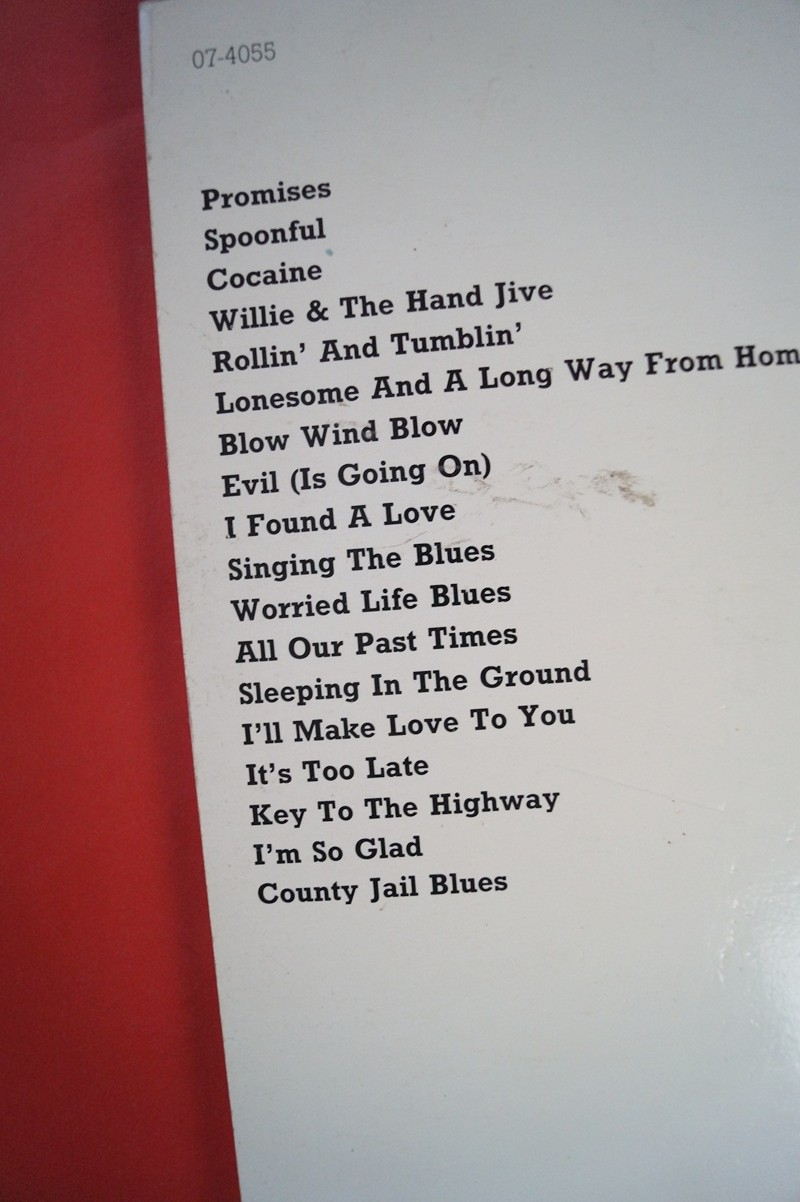 07-4055
Promises
Spoonful
Cocaine
Willie & The Hand Jive
Rollin' And Tumblin'
Lonesome And A Long Way From Hom
Blow Wind Blow
Evil (Is Going On)
I Found A Love
Singing The Blues
Worried Life Blues
All Our Past Times
Sleeping In The Ground
I'll Make Love To You
It's Too Late
Key To The Highway
I'm So Glad
County Jail Blues